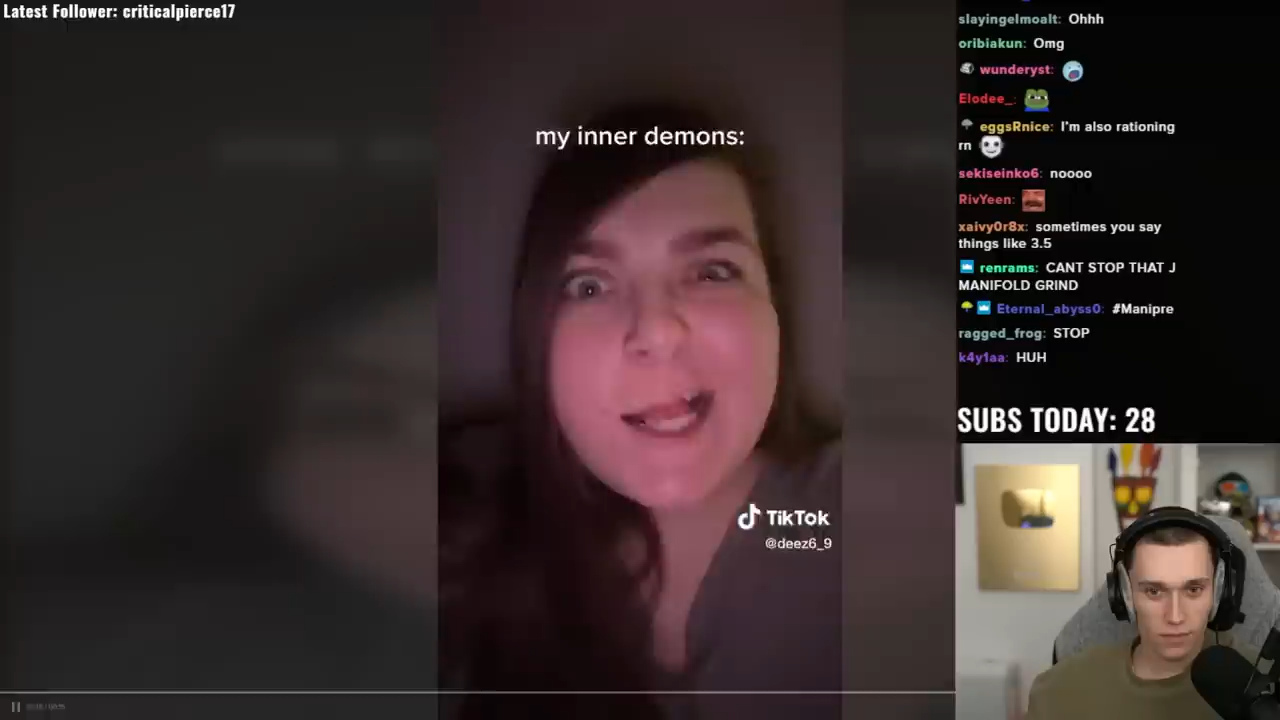 Latest Follower: criticalpierce17
my inner demons:
TikTok
@deez6_9
slayingelmoalt: Ohhh
oribiakun: Omg
wunderyst:
Elodee_:
eggsRnice: I'm also rationing
rn
sekiseinko6: noooo
RivYeen:
xaivy0r8x: sometimes you say
things like 3.5
renrams: CANT STOP THAT J
MANIFOLD GRIND
Eternal_abyss0: #Manipre
ragged_frog: STOP
k4y1aa: HUH
SUBS TODAY: 28